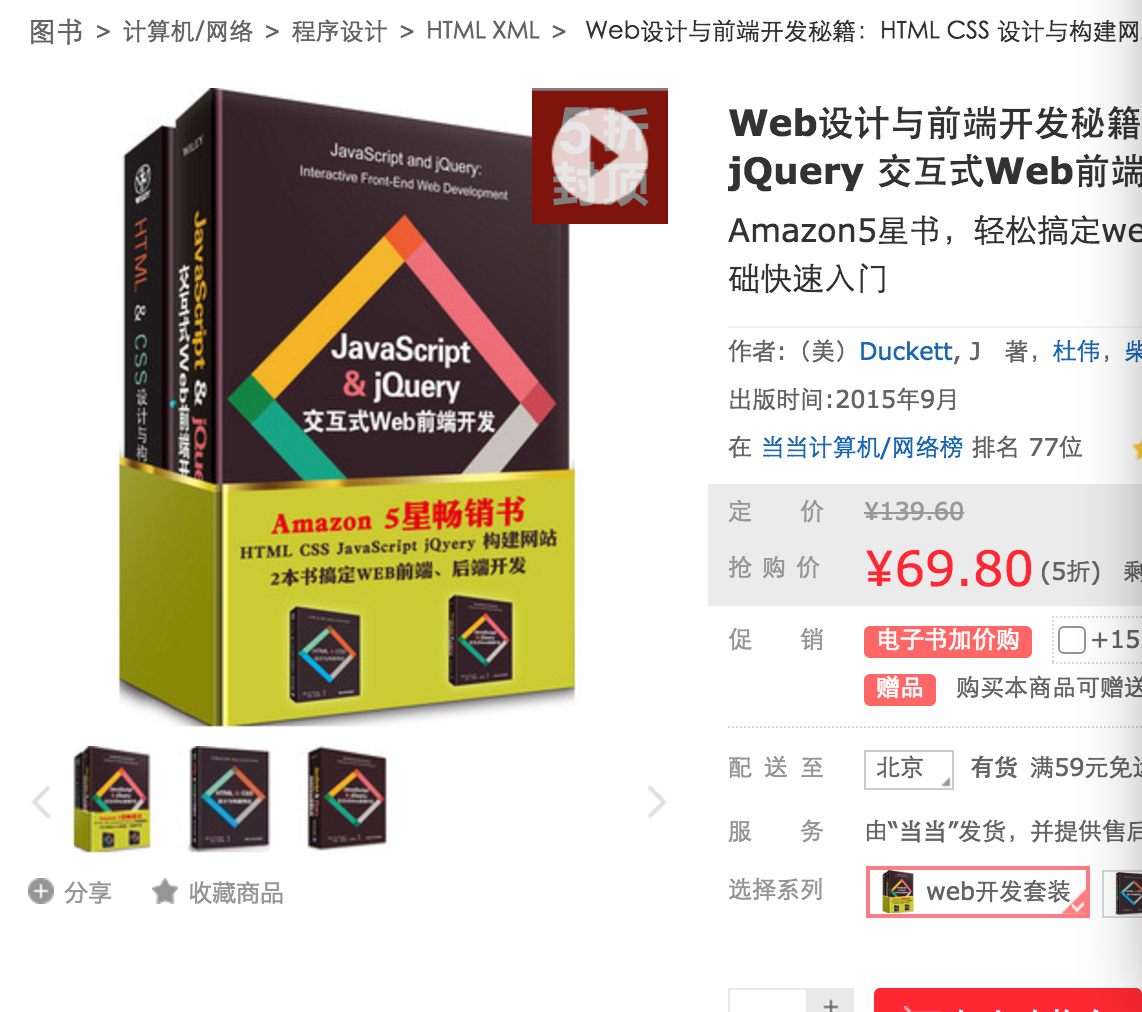 图书 > 计算机/网络 > 程序设计 > HTML XML > Web设计与前端开发秘籍：HTML CSS 设计与构建网
WILEY
JavaScript and jQuery:
Interactive Front-End Web Development
HTML & CSS设计与构
JavaScript & jQue
交互式Web前端开
JavaScript
& jQuery
交互式Web前端开发
Amazon 5星畅销书
HTML CSS JavaScript jQyery 构建网站
2本书搞定WEB前端、后端开发
5折
封顶
分享
收藏商品
Web设计与前端开发秘籍
jQuery 交互式Web前端
Amazon5星书，轻松搞定we
础快速入门
作者:（美）Duckett, J 著，杜伟，柴
出版时间:2015年9月
在 当当计算机/网络榜 排名 77位
定价 ¥139.60
抢购价 ¥69.80 (5折) 剩
促销 电子书加价购 +15
赠品 购买本商品可赠送
配送至 北京 有货 满59元免运
服务 由“当当”发货，并提供售后
选择系列 web开发套装
+